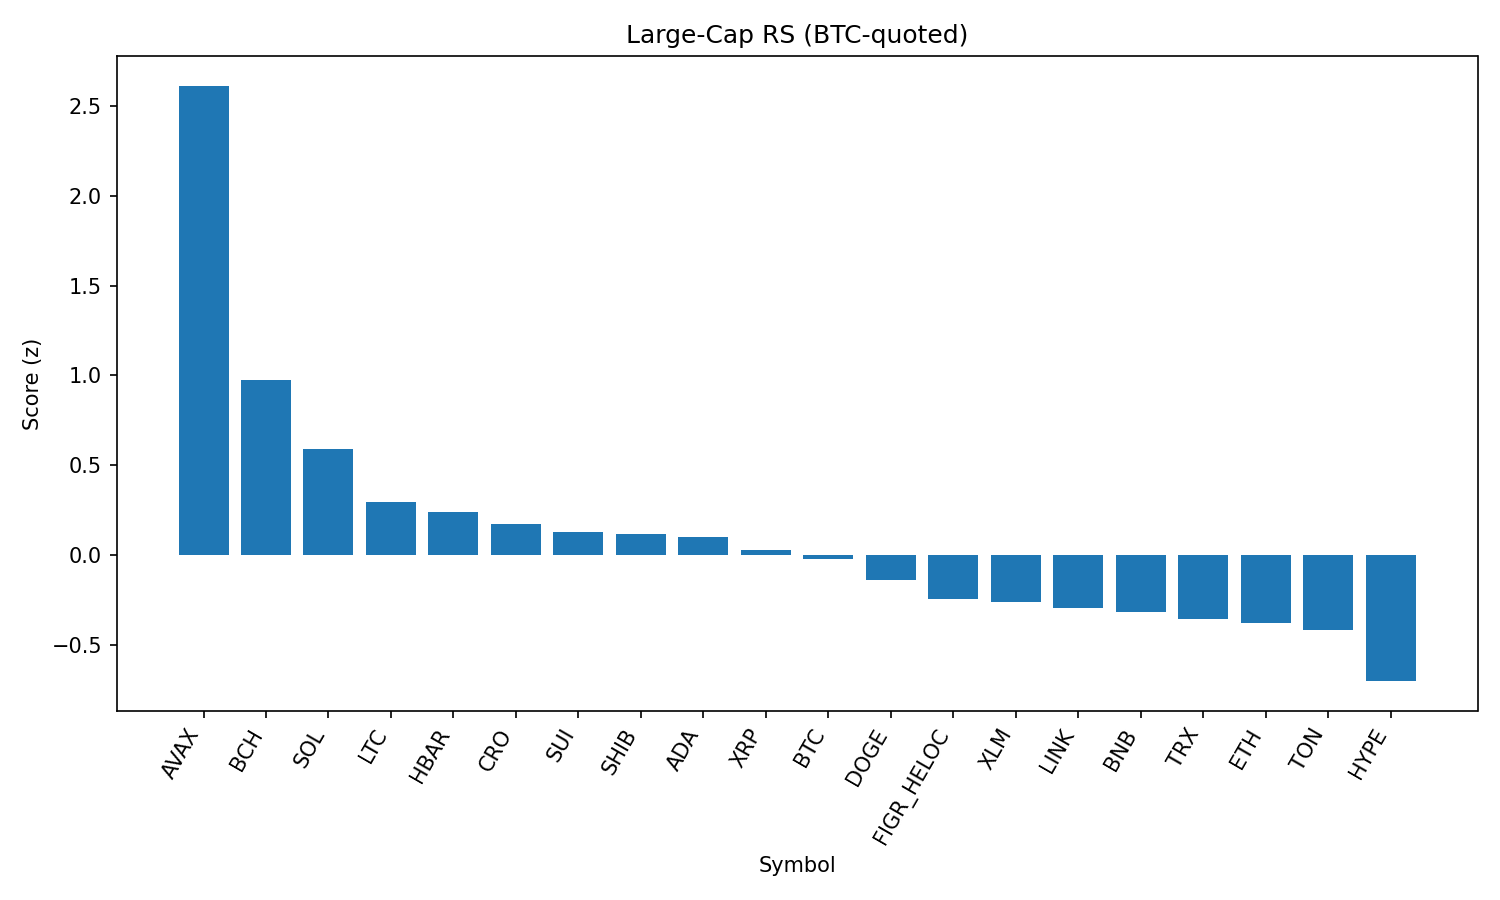 Large-Cap RS (BTC-quoted)
Score (z)
2.5
2.0
1.5
1.0
0.5
0.0
−0.5
AVAX
BCH
SOL
LTC
HBAR
CRO
SUI
SHIB
ADA
XRP
BTC
DOGE
FIGR_HELOC
XLM
LINK
BNB
TRX
ETH
TON
HYPE
Symbol